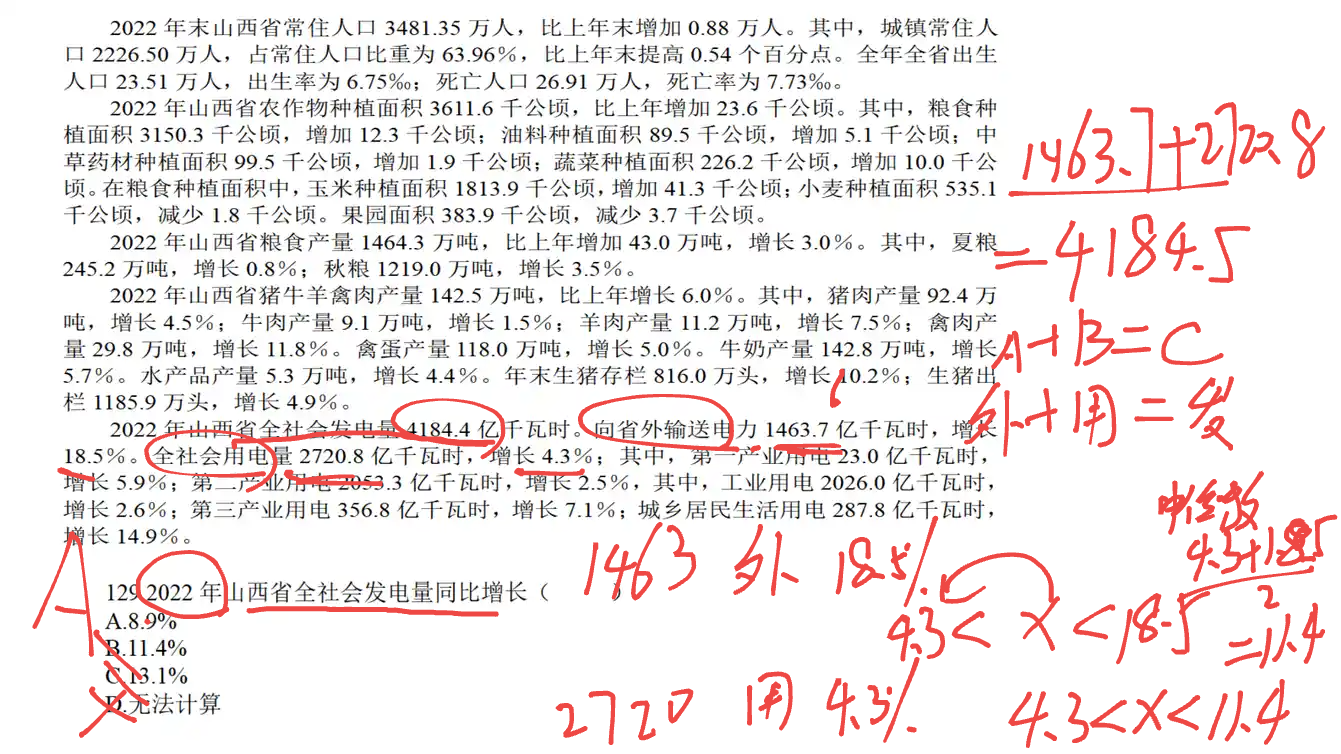 2022 年末山西省常住人口 3481.35 万人，比上年末增加 0.88 万人。其中，城镇常住人
口 2226.50 万人，占常住人口比重为 63.96%，比上年末提高 0.54 个百分点。全年全省出生
人口 23.51 万人，出生率为 6.75‰；死亡人口 26.91 万人，死亡率为 7.73‰。
2022 年山西省农作物种植面积 3611.6 千公顷，比上年增加 23.6 千公顷。其中，粮食种
植面积 3150.3 千公顷，增加 12.3 千公顷；油料种植面积 89.5 千公顷，增加 5.1 千公顷；中
草药材种植面积 99.5 千公顷，增加 1.9 千公顷；蔬菜种植面积 226.2 千公顷，增加 10.0 千公
顷。在粮食种植面积中，玉米种植面积 1813.9 千公顷，增加 41.3 千公顷；小麦种植面积 535.1
千公顷，减少 1.8 千公顷。果园面积 383.9 千公顷，减少 3.7 千公顷。
2022 年山西省粮食产量 1464.3 万吨，比上年增加 43.0 万吨，增长 3.0%。其中，夏粮
245.2 万吨，增长 0.8%；秋粮 1219.0 万吨，增长 3.5%。
2022 年山西省猪牛羊禽肉产量 142.5 万吨，比上年增长 6.0%。其中，猪肉产量 92.4 万
吨，增长 4.5%；牛肉产量 9.1 万吨，增长 1.5%；羊肉产量 11.2 万吨，增长 7.5%；禽肉产
量 29.8 万吨，增长 11.8%。禽蛋产量 118.0 万吨，增长 5.0%。牛奶产量 142.8 万吨，增长
5.7%。水产品产量 5.3 万吨，增长 4.4%。年末生猪存栏 816.0 万头，增长 10.2%；生猪出
栏 1185.9 万头，增长 4.9%。
2022 年山西省全社会发电量 4184.4 亿千瓦时。向省外输送电力 1463.7 亿千瓦时，增长
18.5%。全社会用电量 2720.8 亿千瓦时，增长 4.3%；其中，第一产业用电 23.0 亿千瓦时，
增长 5.9%；第二产业用电 2053.3 亿千瓦时，增长 2.5%，其中，工业用电 2026.0 亿千瓦时，
增长 2.6%；第三产业用电 356.8 亿千瓦时，增长 7.1%；城乡居民生活用电 287.8 亿千瓦时，
增长 14.9%。
129.2022 年山西省全社会发电量同比增长（ ）
A.8.9%
B.11.4%
C.13.1%
D.无法计算
A
1463 外 18.5%
2720 用 4.3%
1463.7+2720.8
=4184.5
A+B=C
外+用=发
中位数
4.3+18.5
2
=11.4
4.3<x<18.5
4.3<x<11.4